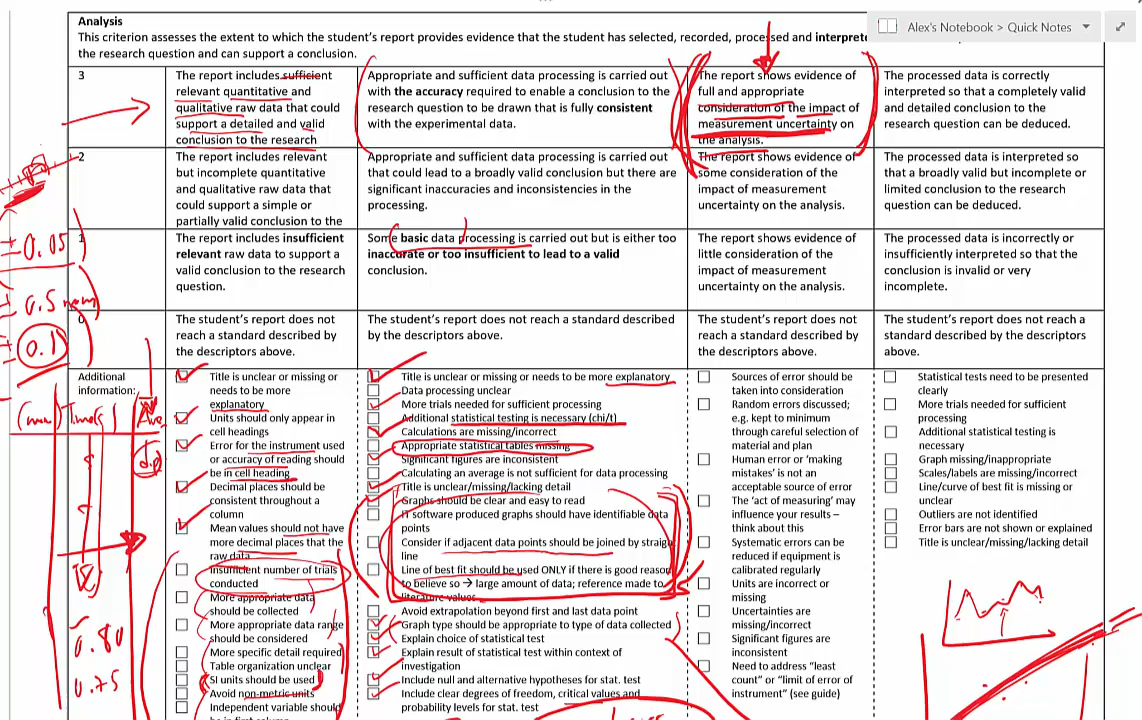 Alex's Notebook > Quick Notes
Analysis
This criterion assesses the extent to which the student's report provides evidence that the student has selected, recorded, processed and
the research question and can support a conclusion.
3
The report includes sufficient
relevant quantitative and
qualitative raw data that could
support a detailed and valid
conclusion to the research
Appropriate and sufficient data processing is carried out
with the accuracy required to enable a conclusion to the
research question to be drawn that is fully consistent
with the experimental data.
The report shows evidence of
full and appropriate
consideration of the impact of
measurement uncertainty on
the analysis.
The processed data is correctly
interpreted so that a completely valid
and detailed conclusion to the
research question can be deduced.
2
The report includes relevant
but incomplete quantitative
and qualitative raw data that
could support a simple or
partially valid conclusion to the
Appropriate and sufficient data processing is carried out
that could lead to a broadly valid conclusion but there are
significant inaccuracies and inconsistencies in the
processing.
The report shows evidence of
some consideration of the
impact of measurement
uncertainty on the analysis.
The processed data is interpreted so
that a broadly valid but incomplete or
limited conclusion to the research
question can be deduced.
1
The report includes insufficient
relevant raw data to support a
valid conclusion to the research
question.
Some basic data processing is carried out but is either too
inaccurate or too insufficient to lead to a valid
conclusion.
The report shows evidence of
little consideration of the
impact of measurement
uncertainty on the analysis.
The processed data is incorrectly or
insufficiently interpreted so that the
conclusion is invalid or very
incomplete.
0
The student's report does not
reach a standard described by
the descriptors above.
The student's report does not reach a standard described
by the descriptors above.
The student's report does not
reach a standard described by
the descriptors above.
The student's report does not reach a
standard described by the descriptors
above.
Additional
information:
Title is unclear or missing or
needs to be more
explanatory
Units should only appear in
cell headings
Error for the instrument used
or accuracy of reading should
be in cell heading
Decimal places should be
consistent throughout a
column
Mean values should not have
more decimal places that the
raw data
Insufficient number of trials
conducted
More appropriate data
should be collected
More appropriate data range
should be considered
More specific detail required
Table organization unclear
SI units should be used
Avoid non-metric units
Independent variable should
Title is unclear or missing or needs to be more explanatory
Data processing unclear
More trials needed for sufficient processing
Additional statistical testing is necessary (chi/t)
Calculations are missing/incorrect
Appropriate statistical tables missing
Significant figures are inconsistent
Calculating an average is not sufficient for data processing
Title is unclear/missing/lacking detail
Graphs should be clear and easy to read
IT software produced graphs should have identifiable data
points
Consider if adjacent data points should be joined by
line
Line of best fit should be used ONLY if there is good reason
to believe so → large amount of data; reference made to
literature values
Avoid extrapolation beyond first and last data point
Graph type should be appropriate to type of data collected
Explain choice of statistical test
Explain result of statistical test within context of
investigation
Include null and alternative hypotheses for stat. test
Include clear degrees of freedom, critical values and
probability levels for stat. test
Sources of error should be
taken into consideration
Random errors discussed;
e.g. kept to minimum
through careful selection of
material and plan
Human error or 'making
mistakes' is not an
acceptable source of error
The 'act of measuring' may
influence your results –
think about this
Systematic errors can be
reduced if equipment is
calibrated regularly
Units are incorrect or
missing
Uncertainties are
missing/incorrect
Significant figures are
inconsistent
Need to address "least
count" or "limit of error of
instrument" (see guide)
Statistical tests need to be presented
clearly
More trials needed for sufficient
processing
Additional statistical testing is
necessary
Graph missing/inappropriate
Scales/labels are missing/incorrect
Line/curve of best fit is missing or
unclear
Outliers are not identified
Error bars are not shown or explained
Title is unclear/missing/lacking detail
±0.05
0.5
0.1
0.80
0.75